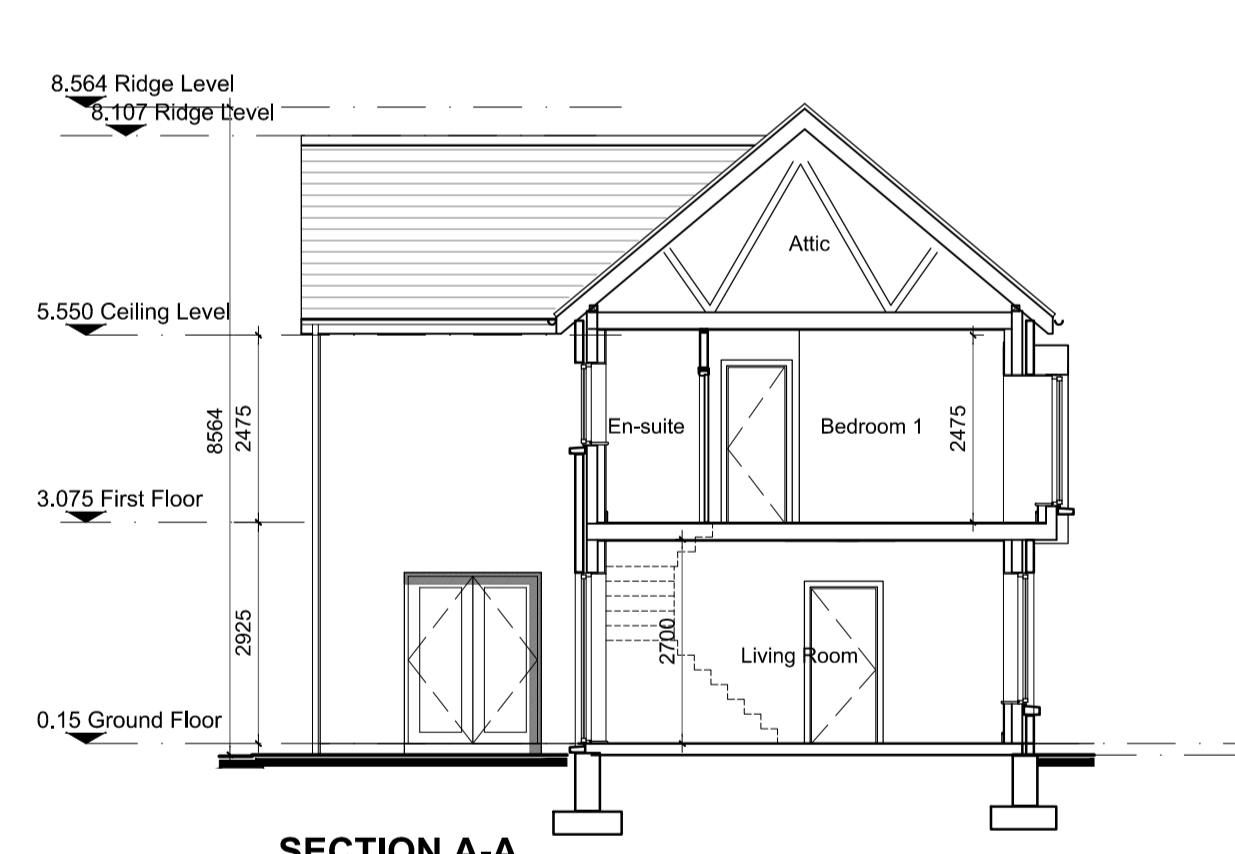 8.564 Ridge Level
8.107 Ridge Level
Attic
5.550 Ceiling Level
8564
2475
En-suite
Bedroom 1
2475
3.075 First Floor
2925
2700
Living Room
0.15 Ground Floor
SECTION A-A